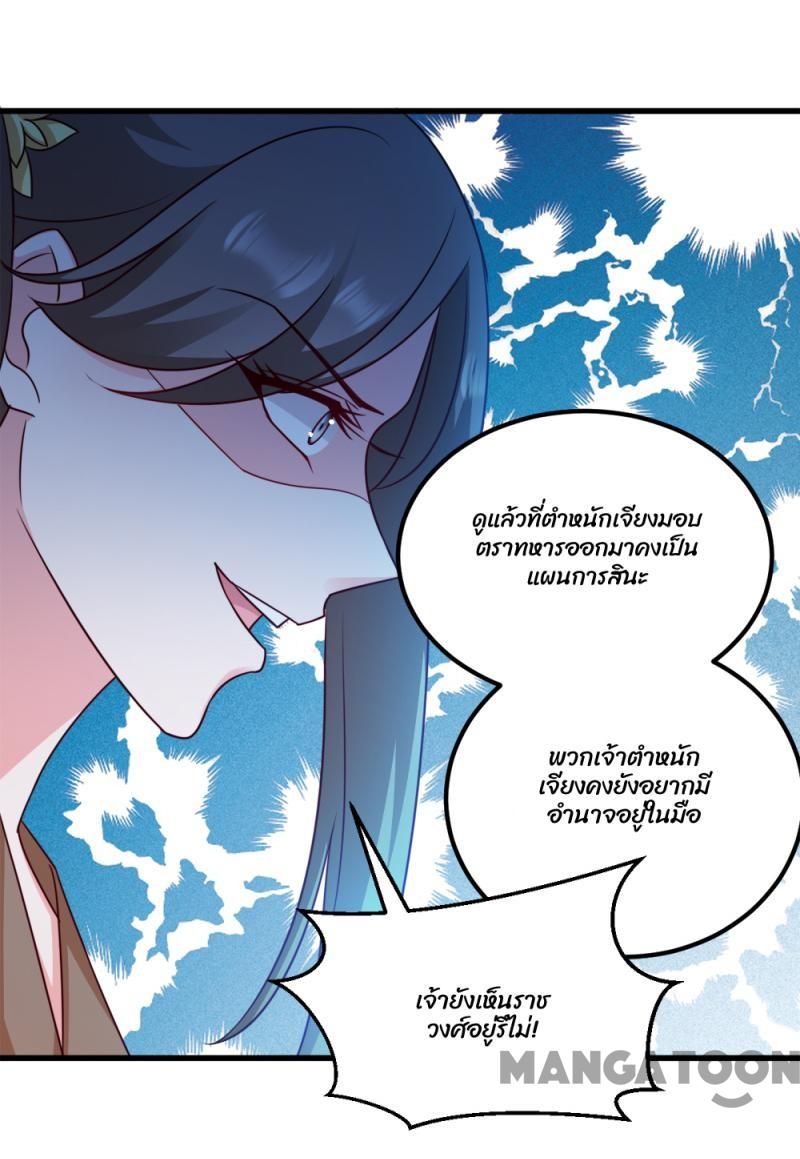 ดูแล้วที่ตำหนักเจียงมอบ
ตราทหารออกมาคงเป็น
แผนการสินะ
พวกเจ้าตำหนัก
เจียงคงยังอยากมี
อำนาจอยู่ในมือ
เจ้ายังเห็นราช
วงศ์อยู่รึไม่!
MANGATOON